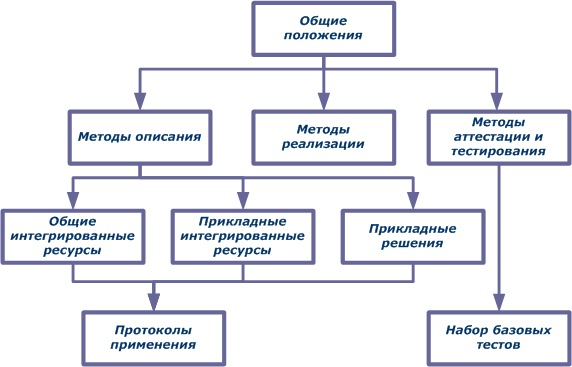 Общие
положения
Методы описания
Методы
реализации
Методы
аттестации и
тестирования
Общие
интегрированные
ресурсы
Прикладные
интегрированные
ресурсы
Прикладные
решения
Протоколы
применения
Набор базовых
тестов